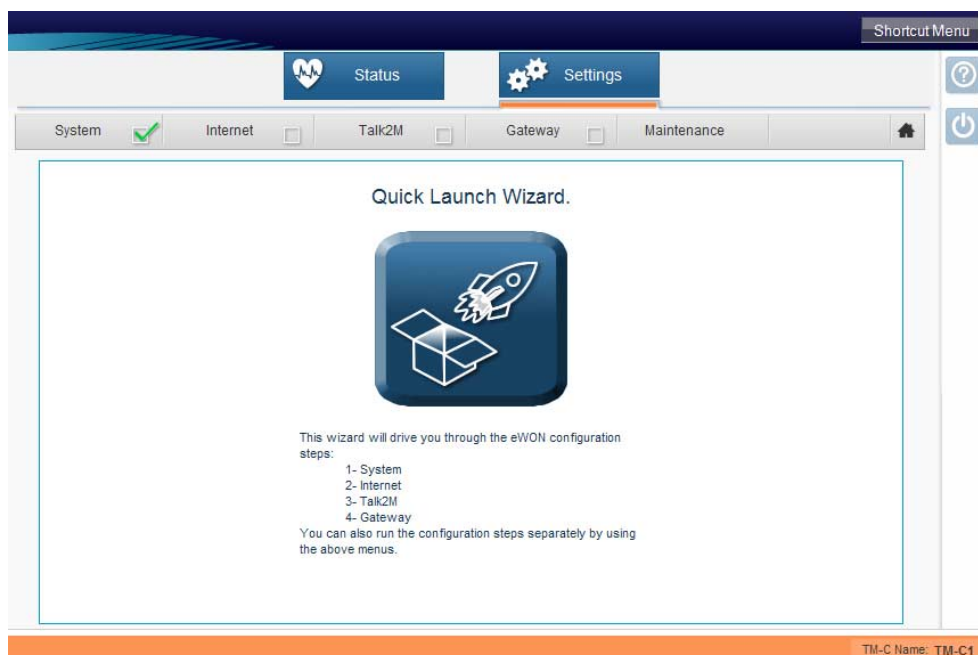 Shortcut Menu
Status
Settings
System
Internet
Talk2M
Gateway
Maintenance
Quick Launch Wizard.
This wizard will drive you through the eWON configuration
steps:
1- System
2- Internet
3- Talk2M
4- Gateway
You can also run the configuration steps separately by using
the above menus.
TM-C Name: TM-C1